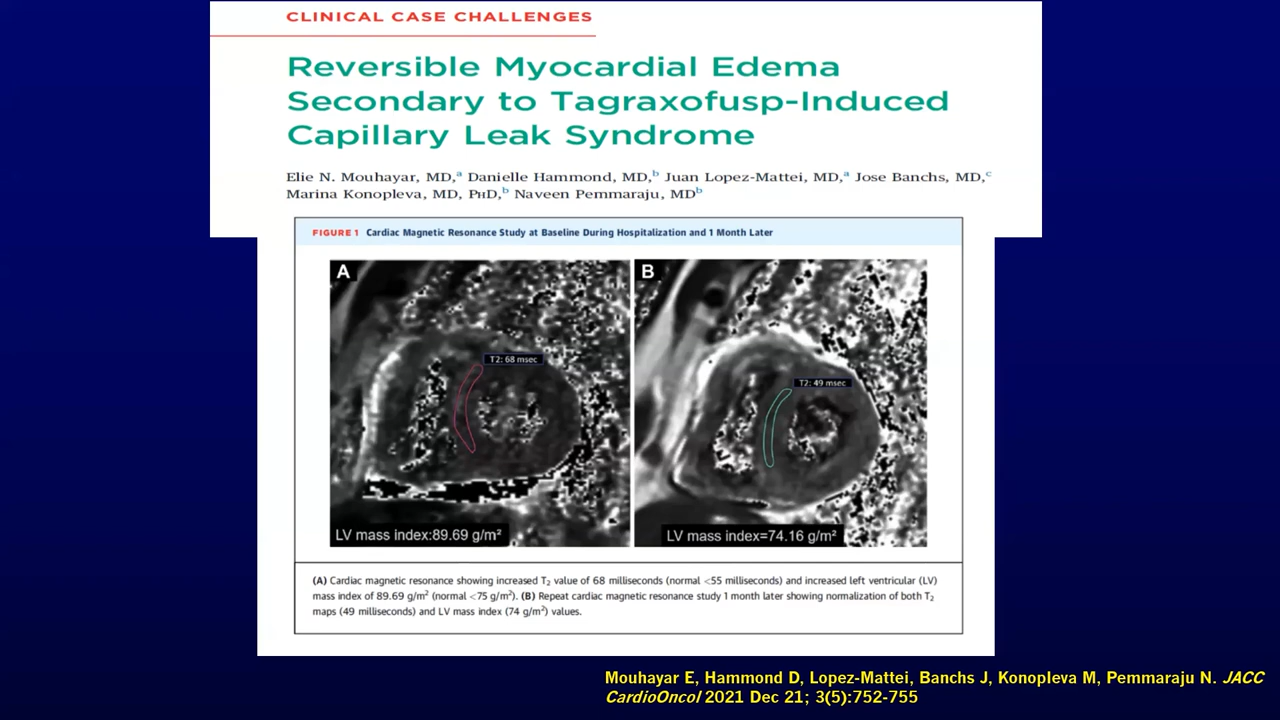 CLINICAL CASE CHALLENGES
Reversible Myocardial Edema
Secondary to Tagraxofusp-Induced
Capillary Leak Syndrome
Elie N. Mouhayar, MD,ᵃ Danielle Hammond, MD,ᵇ Juan Lopez-Mattei, MD,ᵃ Jose Banchs, MD,ᶜ
Marina Konopleva, MD, PʜD,ᵇ Naveen Pemmaraju, MDᵇ
FIGURE 1 Cardiac Magnetic Resonance Study at Baseline During Hospitalization and 1 Month Later
A
B
T2: 68 msec
T2: 49 msec
LV mass index:89.69 g/m²
LV mass index=74.16 g/m²
(A) Cardiac magnetic resonance showing increased T₂ value of 68 milliseconds (normal <55 milliseconds) and increased left ventricular (LV)
mass index of 89.69 g/m² (normal <75 g/m²). (B) Repeat cardiac magnetic resonance study 1 month later showing normalization of both T₂
maps (49 milliseconds) and LV mass index (74 g/m²) values.
Mouhayar E, Hammond D, Lopez-Mattei, Banchs J, Konopleva M, Pemmaraju N. JACC
CardioOncol 2021 Dec 21; 3(5):752-755